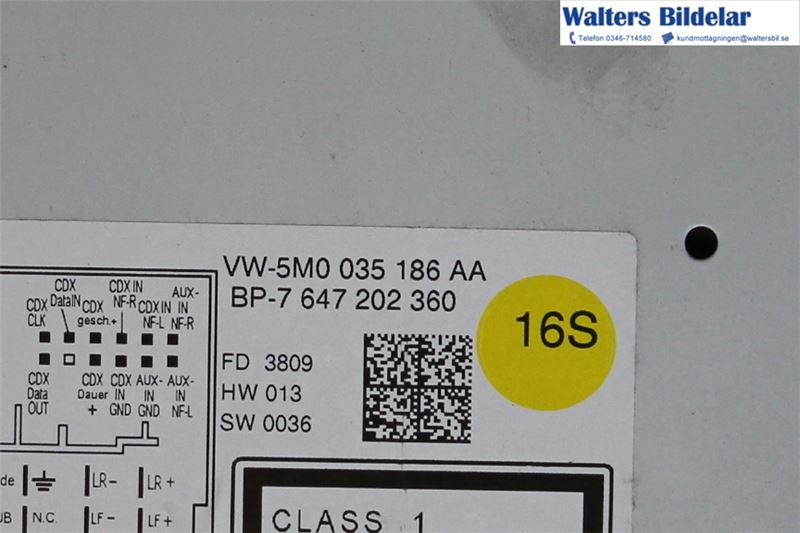 Walters Bildelar
Telefon 0346-714580 kundmottagningen@waltersbil.se
VW-5M0 035 186 AA
BP-7 647 202 360
16S
FD 3809
HW 013
SW 0036
CDX CLK
CDX DataIN
CDX gesch.+
CDX IN NF-R
CDX IN NF-L
AUX- IN NF-R
CDX Data OUT
CDX Dauer +
CDX IN GND
AUX- IN GND
AUX- IN NF-L
LR- LR+
N.C. LF- LF+
CLASS 1